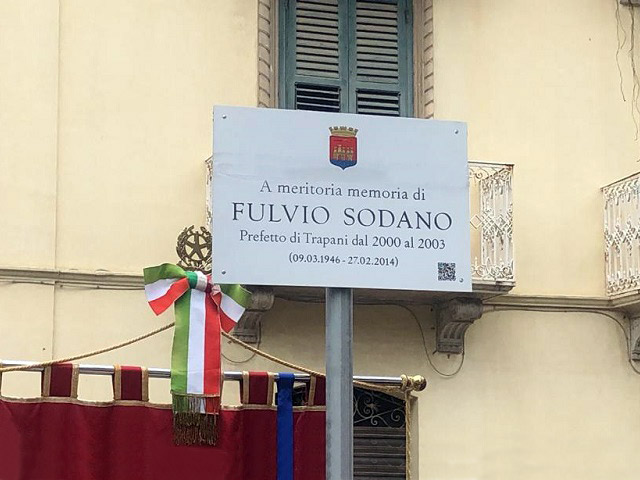 A meritoria memoria di
FULVIO SODANO
Prefetto di Trapani dal 2000 al 2003
(09.03.1946 - 27.02.2014)